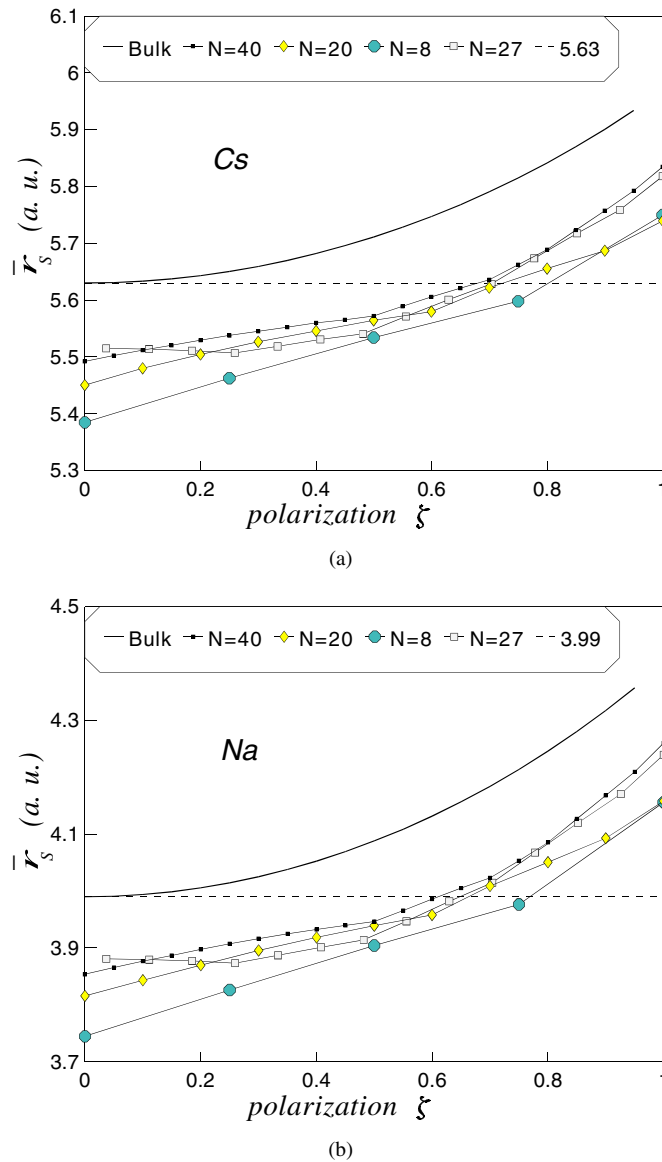 6.1
Bulk N=40 N=20 N=8 N=27 5.63
6
5.9
Cs
5.8
r̄s (a. u.)
5.7
5.6
5.5
5.4
5.3
0 0.2 0.4 0.6 0.8
polarization ζ
(a)
4.5
Bulk N=40 N=20 N=8 N=27 3.99
4.3
Na
r̄s (a. u.)
4.1
3.9
3.7
0 0.2 0.4 0.6 0.8
polarization ζ
(b)